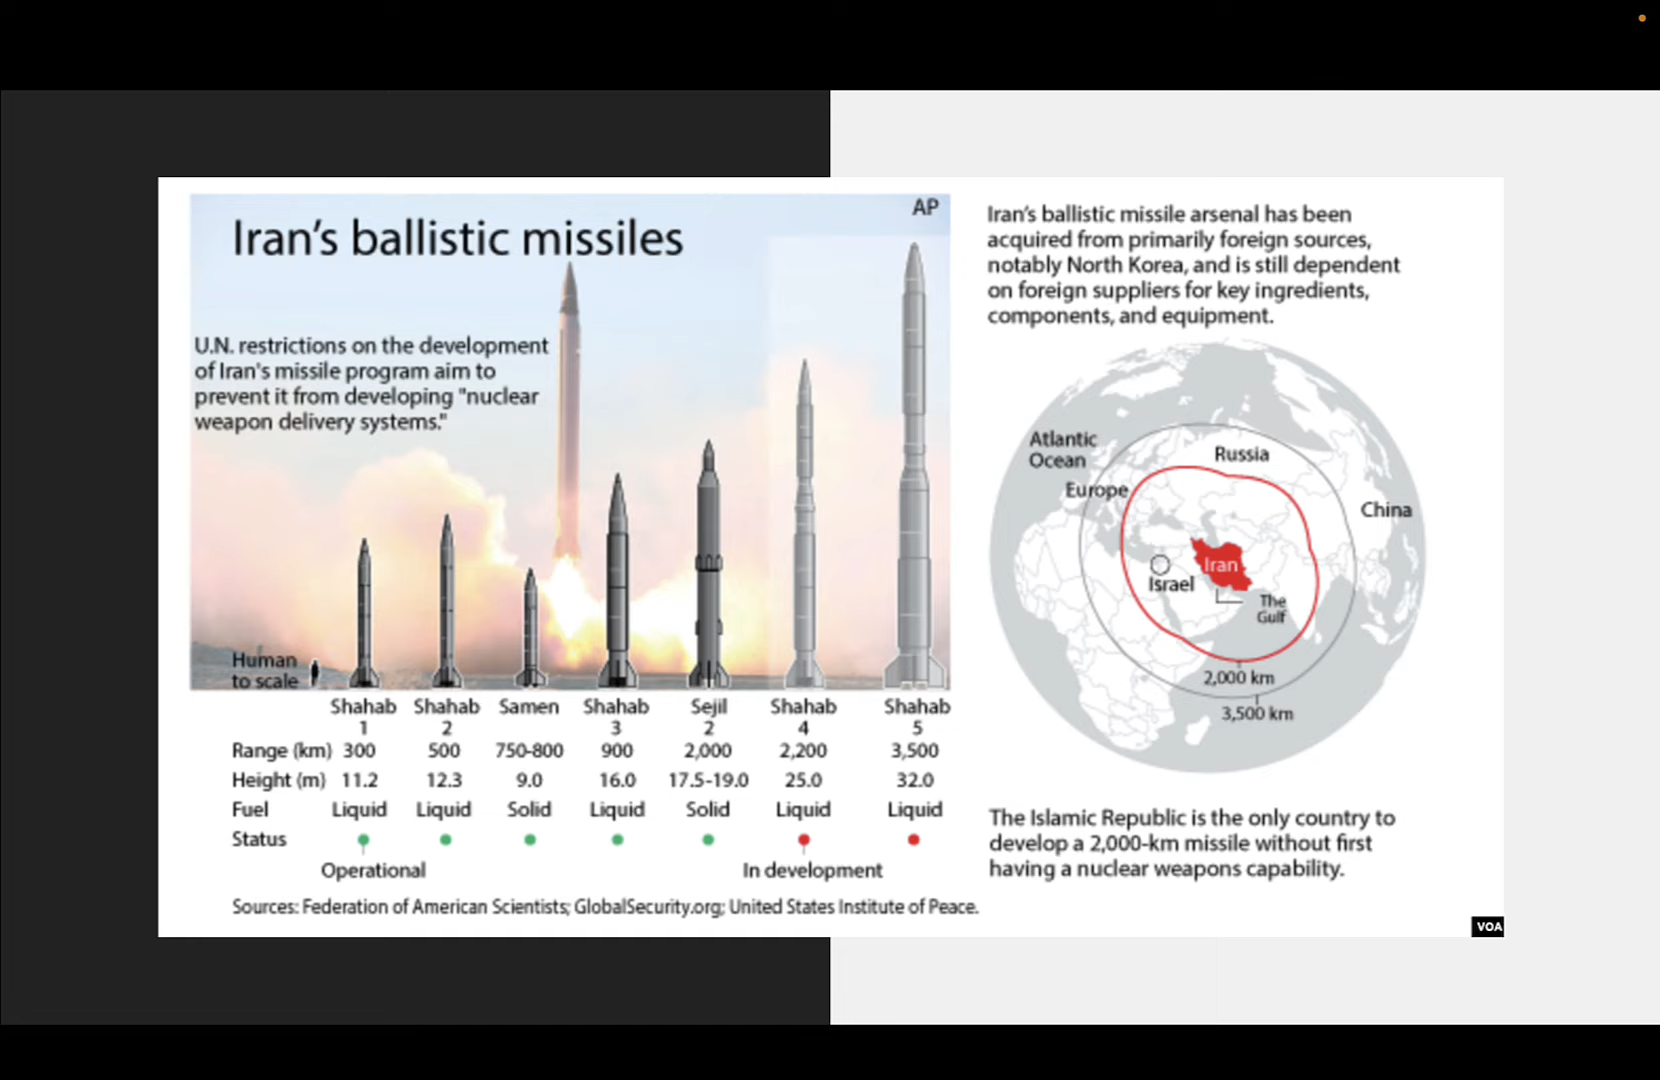 AP
Iran's ballistic missiles
U.N. restrictions on the development
of Iran's missile program aim to
prevent it from developing "nuclear
weapon delivery systems."
Human
to scale
Shahab Shahab Samen Shahab Sejil Shahab Shahab
1 2 3 2 4 5
Range (km) 300 500 750-800 900 2,000 2,200 3,500
Height (m) 11.2 12.3 9.0 16.0 17.5-19.0 25.0 32.0
Fuel Liquid Liquid Solid Liquid Solid Liquid Liquid
Status
Operational In development
Sources: Federation of American Scientists; GlobalSecurity.org; United States Institute of Peace.
Iran's ballistic missile arsenal has been
acquired from primarily foreign sources,
notably North Korea, and is still dependent
on foreign suppliers for key ingredients,
components, and equipment.
Atlantic
Ocean
Russia
Europe
China
Iran
Israel
The
Gulf
2,000 km
3,500 km
The Islamic Republic is the only country to
develop a 2,000-km missile without first
having a nuclear weapons capability.
VOA